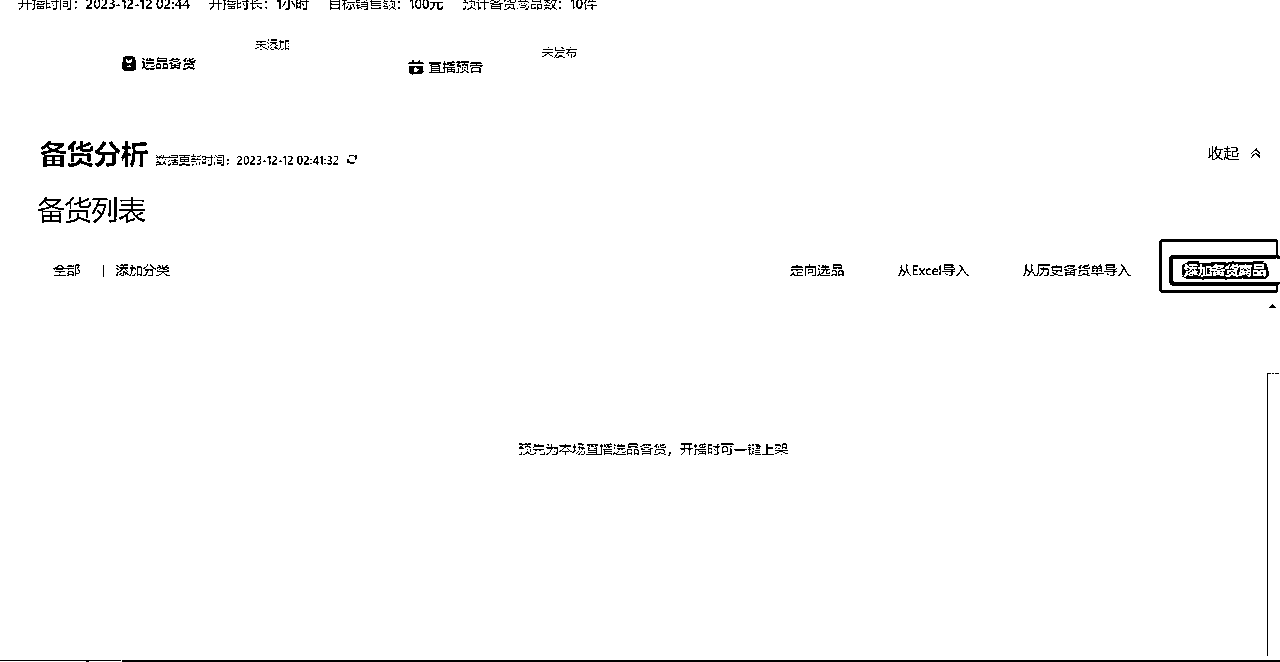 开播时间：2023-12-12 02:44 开播时长：1小时 目标销售额：100元 预计备货商品数：10件
未添加
选品备货
未发布
直播预告
备货分析 数据更新时间：2023-12-12 02:41:32
收起
备货列表
全部 | 添加分类 定向选品 从Excel导入 从历史备货单导入 添加备货商品
预先为本场直播选品备货，开播时可一键上架